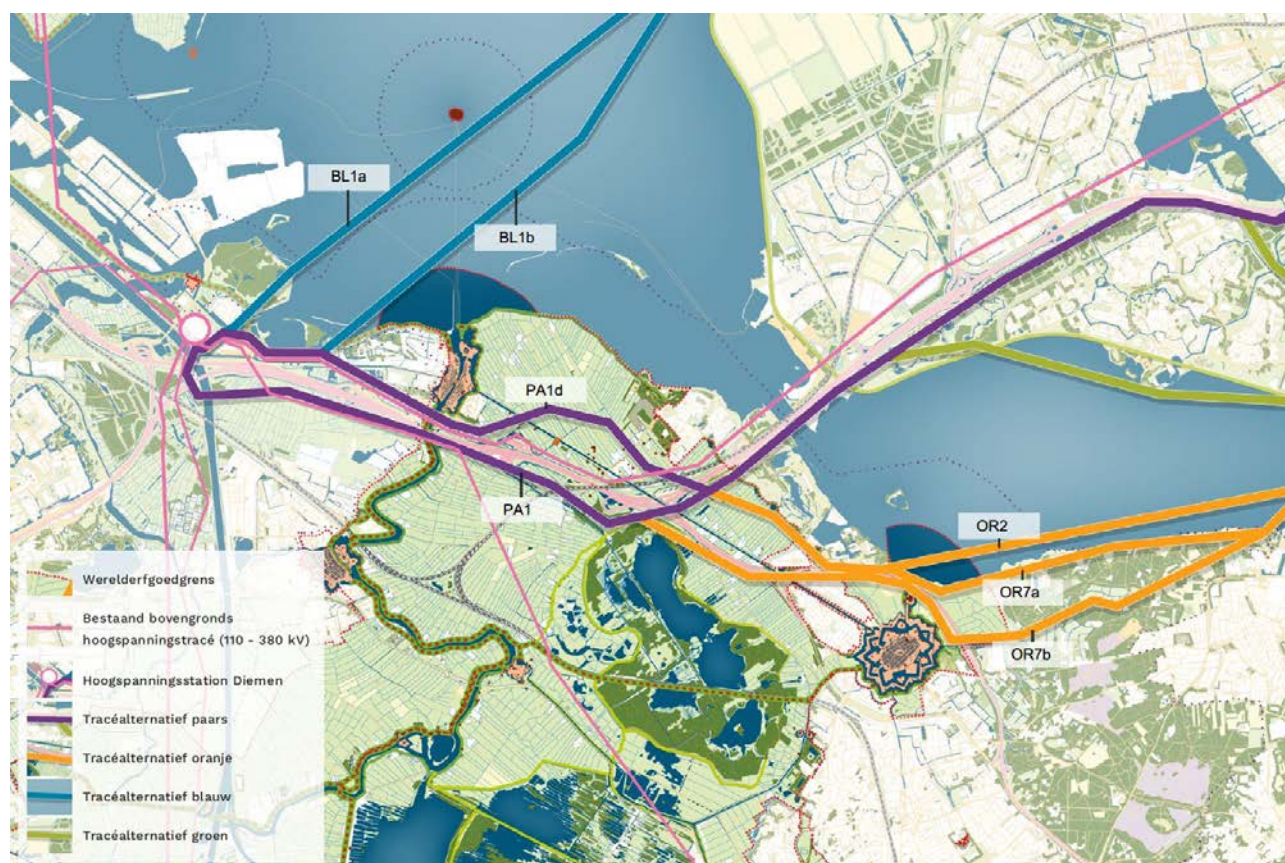 BL1a
BL1b
PA1d
PA1
OR2
OR7a
OR7b
Werelderfgoedgrens
Bestaand bovengronds
hoogspanningstracé (110 - 380 kV)
Hoogspanningsstation Diemen
Tracéalternatief paars
Tracéalternatief oranje
Tracéalternatief blauw
Tracéalternatief groen